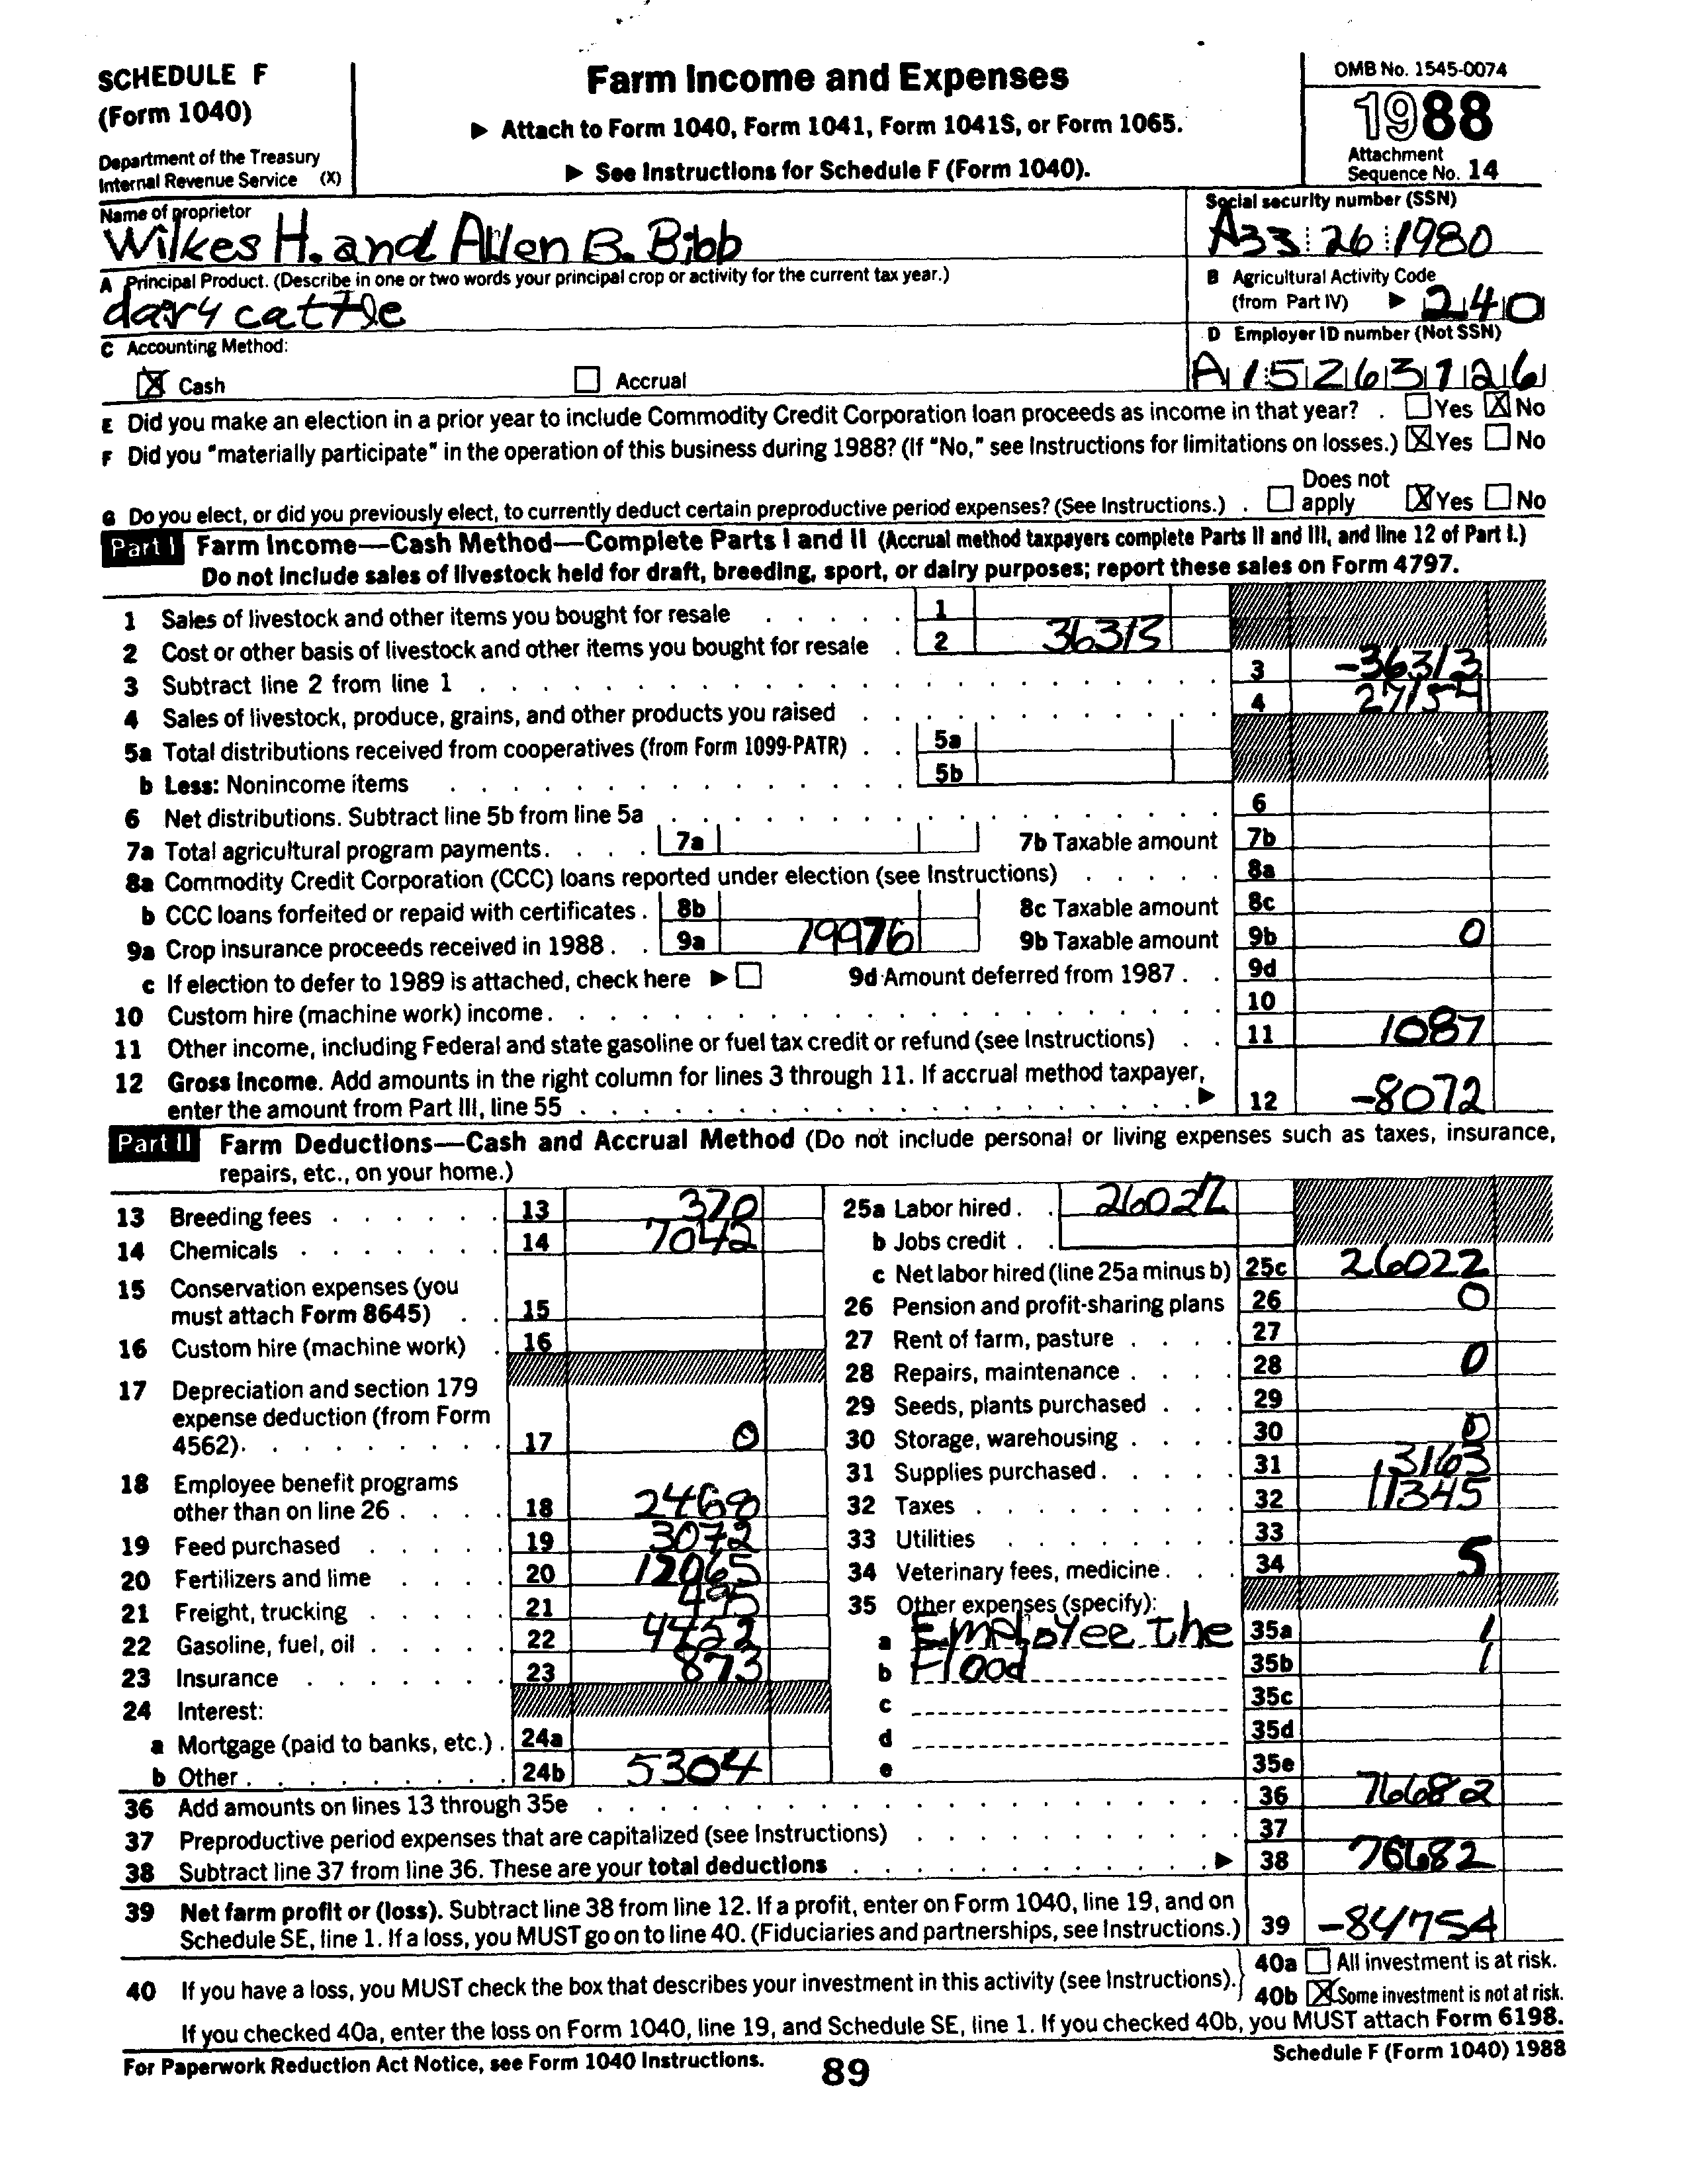 SCHEDULE F
(Form 1040)
Department of the Treasury
Internal Revenue Service (X)
Farm Income and Expenses
▶ Attach to Form 1040, Form 1041, Form 1041S, or Form 1065.
▶ See Instructions for Schedule F (Form 1040).
OMB No. 1545-0074
1988
Attachment
Sequence No. 14
Name of proprietor
Wilkes H. and Allen B. Bibb
Social security number (SSN)
A33 26 1980
A Principal Product. (Describe in one or two words your principal crop or activity for the current tax year.)
dary cattle
B Agricultural Activity Code
(from Part IV) ▶ 240
C Accounting Method:
Cash Accrual
D Employer ID number (Not SSN)
A15263126
E Did you make an election in a prior year to include Commodity Credit Corporation loan proceeds as income in that year? . Yes No
F Did you "materially participate" in the operation of this business during 1988? (If "No," see Instructions for limitations on losses.) Yes No
G Do you elect, or did you previously elect, to currently deduct certain preproductive period expenses? (See Instructions.) . Does not apply Yes No
Part I Farm Income—Cash Method—Complete Parts I and II (Accrual method taxpayers complete Parts II and III, and line 12 of Part I.)
Do not include sales of livestock held for draft, breeding, sport, or dairy purposes; report these sales on Form 4797.
1 Sales of livestock and other items you bought for resale 1
2 Cost or other basis of livestock and other items you bought for resale 2 36313
3 Subtract line 2 from line 1 3 -36313
4 Sales of livestock, produce, grains, and other products you raised 4 27154
5a Total distributions received from cooperatives (from Form 1099-PATR) 5a
b Less: Nonincome items 5b
6 Net distributions. Subtract line 5b from line 5a 6
7a Total agricultural program payments. 7a 7b Taxable amount 7b
8a Commodity Credit Corporation (CCC) loans reported under election (see Instructions) 8a
b CCC loans forfeited or repaid with certificates . 8b 8c Taxable amount 8c
9a Crop insurance proceeds received in 1988 . 9a 19976 9b Taxable amount 9b 0
c If election to defer to 1989 is attached, check here ▶ 9d Amount deferred from 1987 . 9d
10 Custom hire (machine work) income. 10
11 Other income, including Federal and state gasoline or fuel tax credit or refund (see Instructions) 11 1087
12 Gross Income. Add amounts in the right column for lines 3 through 11. If accrual method taxpayer,
enter the amount from Part III, line 55 ▶ 12 -8072
Part II Farm Deductions—Cash and Accrual Method (Do not include personal or living expenses such as taxes, insurance,
repairs, etc., on your home.)
13 Breeding fees 13 370
14 Chemicals 14 7042
15 Conservation expenses (you
must attach Form 8645) 15
16 Custom hire (machine work) 16
17 Depreciation and section 179
expense deduction (from Form
4562). 17 0
18 Employee benefit programs
other than on line 26 . 18 2468
19 Feed purchased 19 3072
20 Fertilizers and lime 20 12065
21 Freight, trucking 21 495
22 Gasoline, fuel, oil 22 4452
23 Insurance 23 873
24 Interest:
a Mortgage (paid to banks, etc.) . 24a
b Other . 24b 5304
25a Labor hired . 26022
b Jobs credit .
c Net labor hired (line 25a minus b) 25c 26022
26 Pension and profit-sharing plans 26 0
27 Rent of farm, pasture 27
28 Repairs, maintenance 28 0
29 Seeds, plants purchased 29
30 Storage, warehousing 30 0
31 Supplies purchased . 31 3163
32 Taxes 32 11345
33 Utilities 33
34 Veterinary fees, medicine . 34 5
35 Other expenses (specify):
a Employee the 35a 1
b Flood 35b 1
c 35c
d 35d
e 35e
36 Add amounts on lines 13 through 35e 36 76682
37 Preproductive period expenses that are capitalized (see Instructions) 37
38 Subtract line 37 from line 36. These are your total deductions ▶ 38 76682
39 Net farm profit or (loss). Subtract line 38 from line 12. If a profit, enter on Form 1040, line 19, and on
Schedule SE, line 1. If a loss, you MUST go on to line 40. (Fiduciaries and partnerships, see Instructions.) 39 -84754
40 If you have a loss, you MUST check the box that describes your investment in this activity (see Instructions).
40a All investment is at risk.
40b Some investment is not at risk.
If you checked 40a, enter the loss on Form 1040, line 19, and Schedule SE, line 1. If you checked 40b, you MUST attach Form 6198.
For Paperwork Reduction Act Notice, see Form 1040 Instructions.
89
Schedule F (Form 1040) 1988